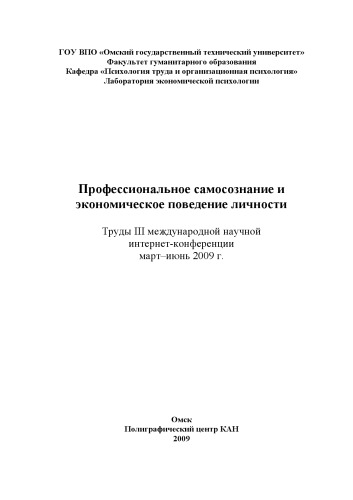 ГОУ ВПО «Омский государственный технический университет»
Факультет гуманитарного образования
Кафедра «Психология труда и организационная психология»
Лаборатория экономической психологии
Профессиональное самосознание и
экономическое поведение личности
Труды III международной научной
интернет-конференции
март–июнь 2009 г.
Омск
Полиграфический центр КАН
2009